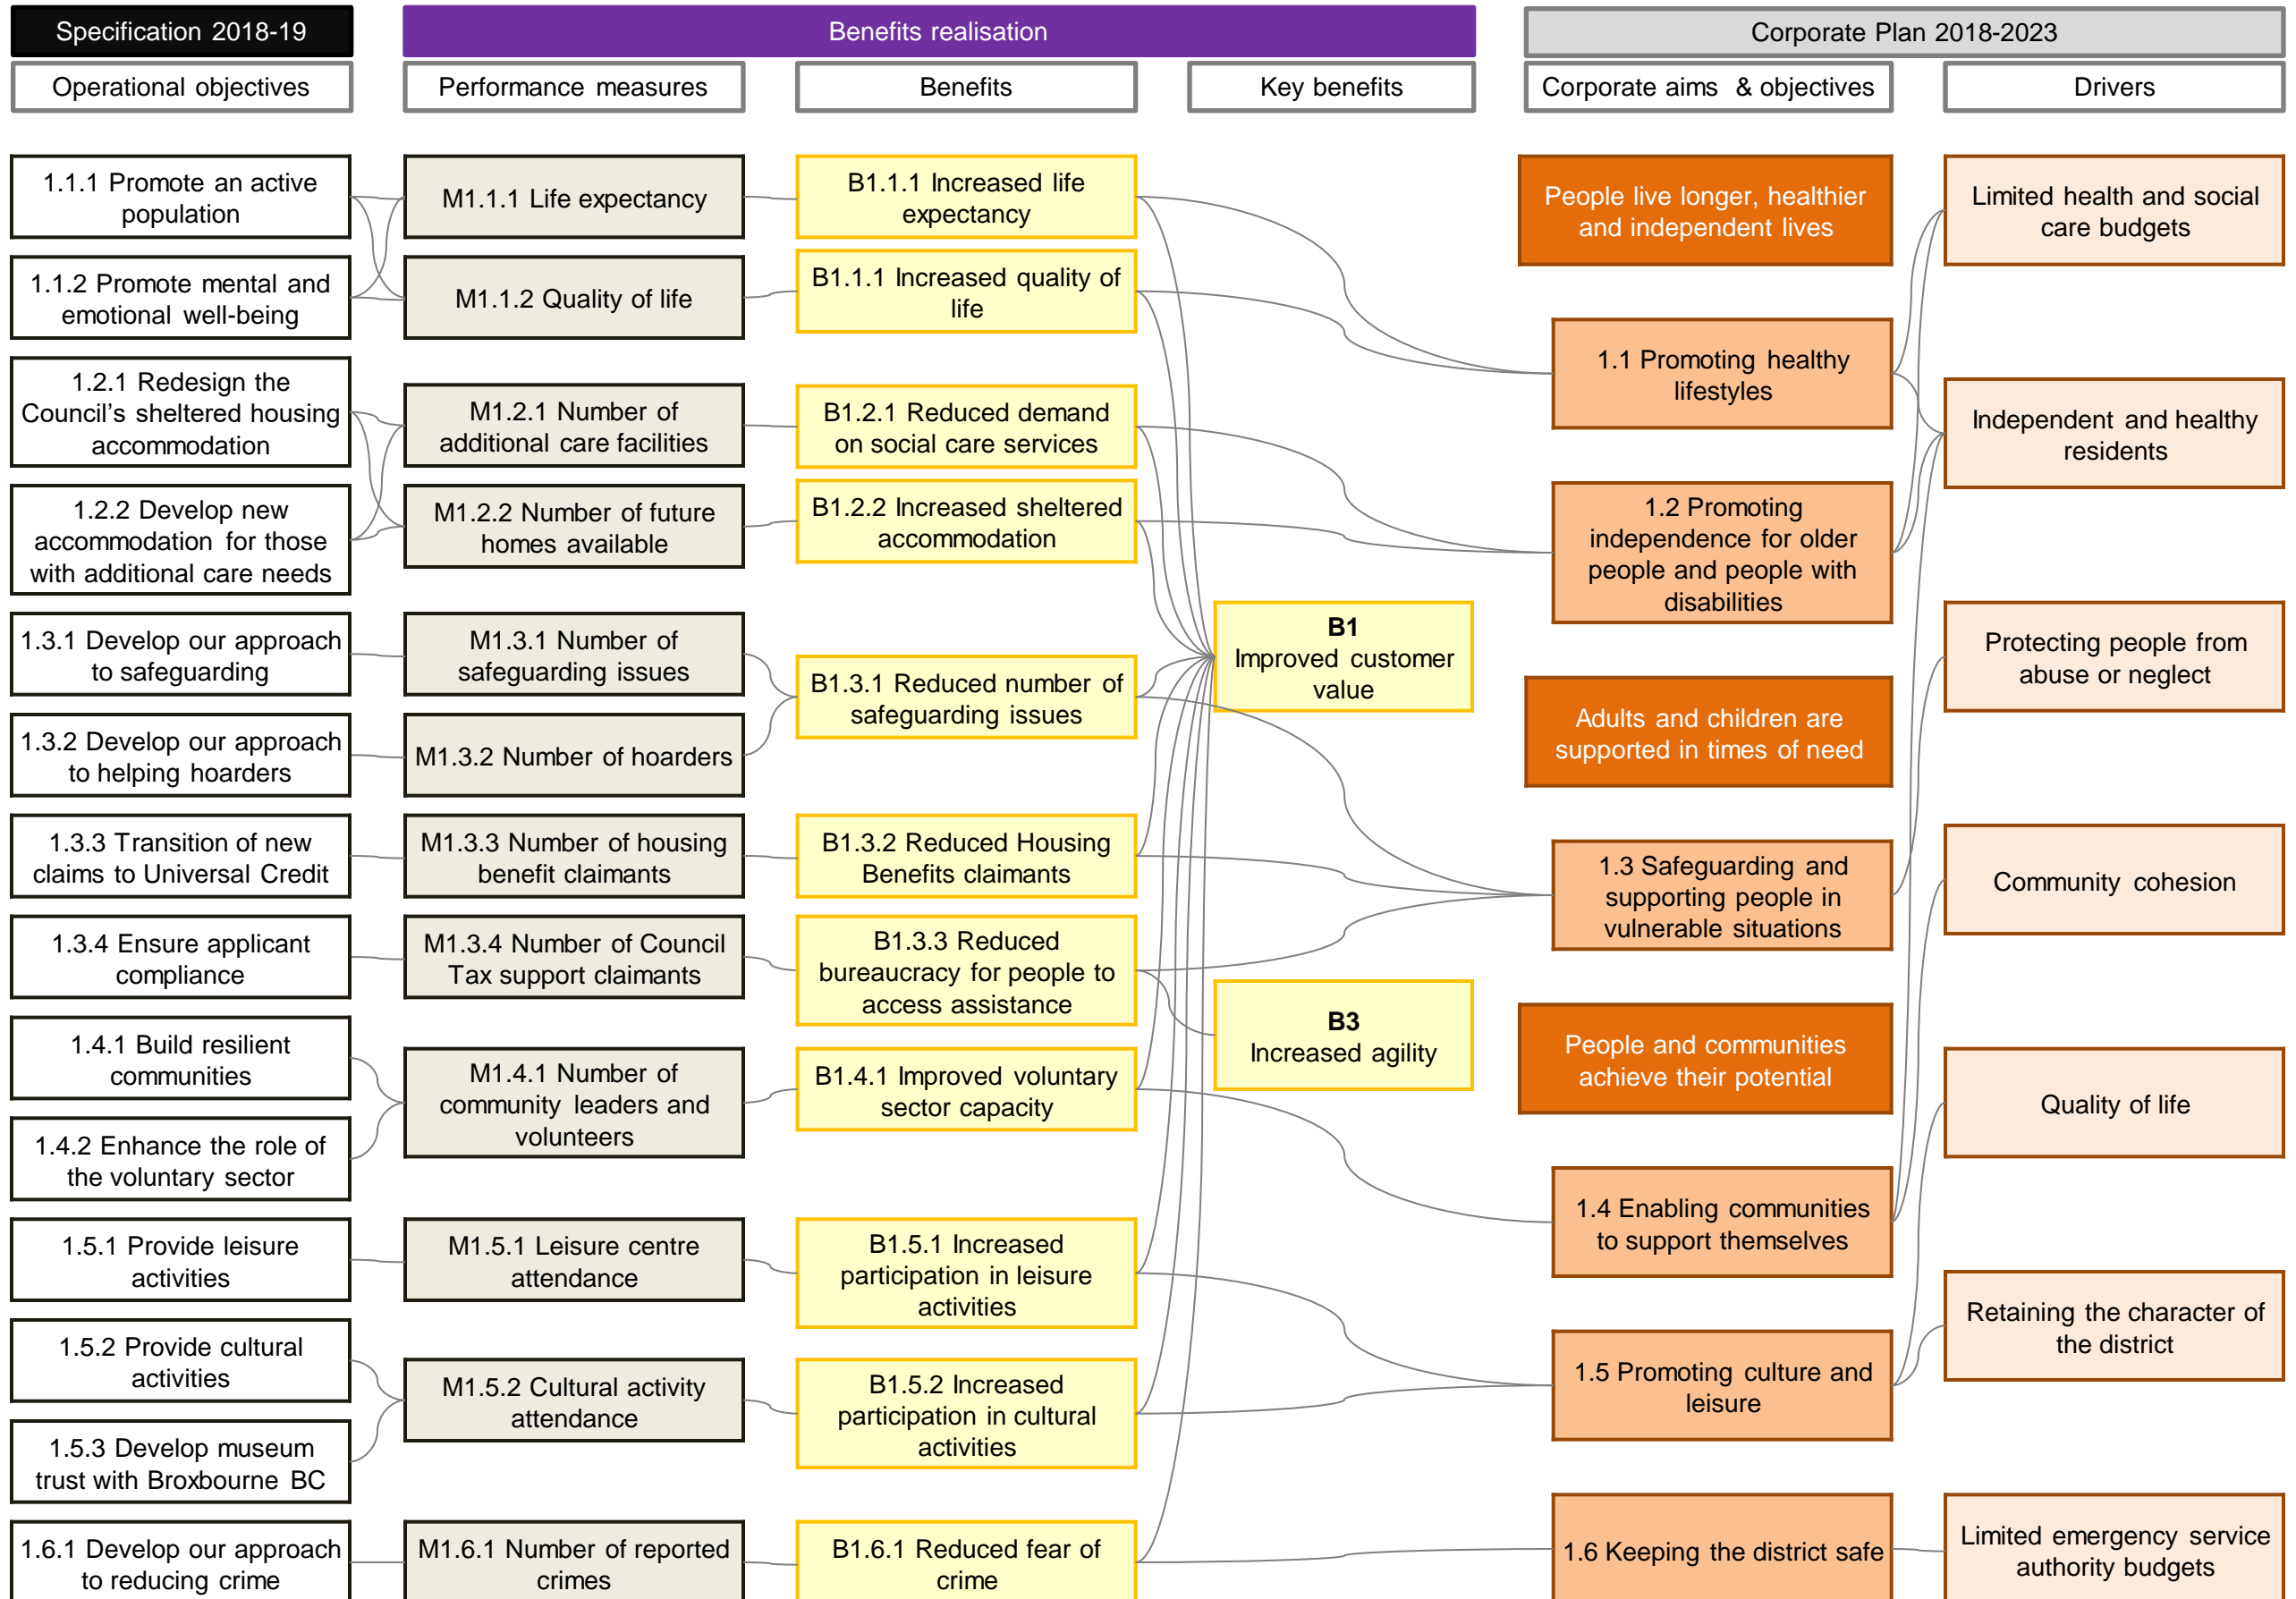 Specification 2018-19
Benefits realisation
Corporate Plan 2018-2023
Operational objectives
Performance measures
Benefits
Key benefits
Corporate aims & objectives
Drivers
1.1.1 Promote an active
population
1.1.2 Promote mental and
emotional well-being
1.2.1 Redesign the
Council’s sheltered housing
accommodation
1.2.2 Develop new
accommodation for those
with additional care needs
1.3.1 Develop our approach
to safeguarding
1.3.2 Develop our approach
to helping hoarders
1.3.3 Transition of new
claims to Universal Credit
1.3.4 Ensure applicant
compliance
1.4.1 Build resilient
communities
1.4.2 Enhance the role of
the voluntary sector
1.5.1 Provide leisure
activities
1.5.2 Provide cultural
activities
1.5.3 Develop museum
trust with Broxbourne BC
1.6.1 Develop our approach
to reducing crime
M1.1.1 Life expectancy
M1.1.2 Quality of life
M1.2.1 Number of
additional care facilities
M1.2.2 Number of future
homes available
M1.3.1 Number of
safeguarding issues
M1.3.2 Number of hoarders
M1.3.3 Number of housing
benefit claimants
M1.3.4 Number of Council
Tax support claimants
M1.4.1 Number of
community leaders and
volunteers
M1.5.1 Leisure centre
attendance
M1.5.2 Cultural activity
attendance
M1.6.1 Number of reported
crimes
B1.1.1 Increased life
expectancy
B1.1.1 Increased quality of
life
B1.2.1 Reduced demand
on social care services
B1.2.2 Increased sheltered
accommodation
B1.3.1 Reduced number of
safeguarding issues
B1.3.2 Reduced Housing
Benefits claimants
B1.3.3 Reduced
bureaucracy for people to
access assistance
B1.4.1 Improved voluntary
sector capacity
B1.5.1 Increased
participation in leisure
activities
B1.5.2 Increased
participation in cultural
activities
B1.6.1 Reduced fear of
crime
B1
Improved customer
value
B3
Increased agility
People live longer, healthier
and independent lives
1.1 Promoting healthy
lifestyles
1.2 Promoting
independence for older
people and people with
disabilities
Adults and children are
supported in times of need
1.3 Safeguarding and
supporting people in
vulnerable situations
People and communities
achieve their potential
1.4 Enabling communities
to support themselves
1.5 Promoting culture and
leisure
1.6 Keeping the district safe
Limited health and social
care budgets
Independent and healthy
residents
Protecting people from
abuse or neglect
Community cohesion
Quality of life
Retaining the character of
the district
Limited emergency service
authority budgets